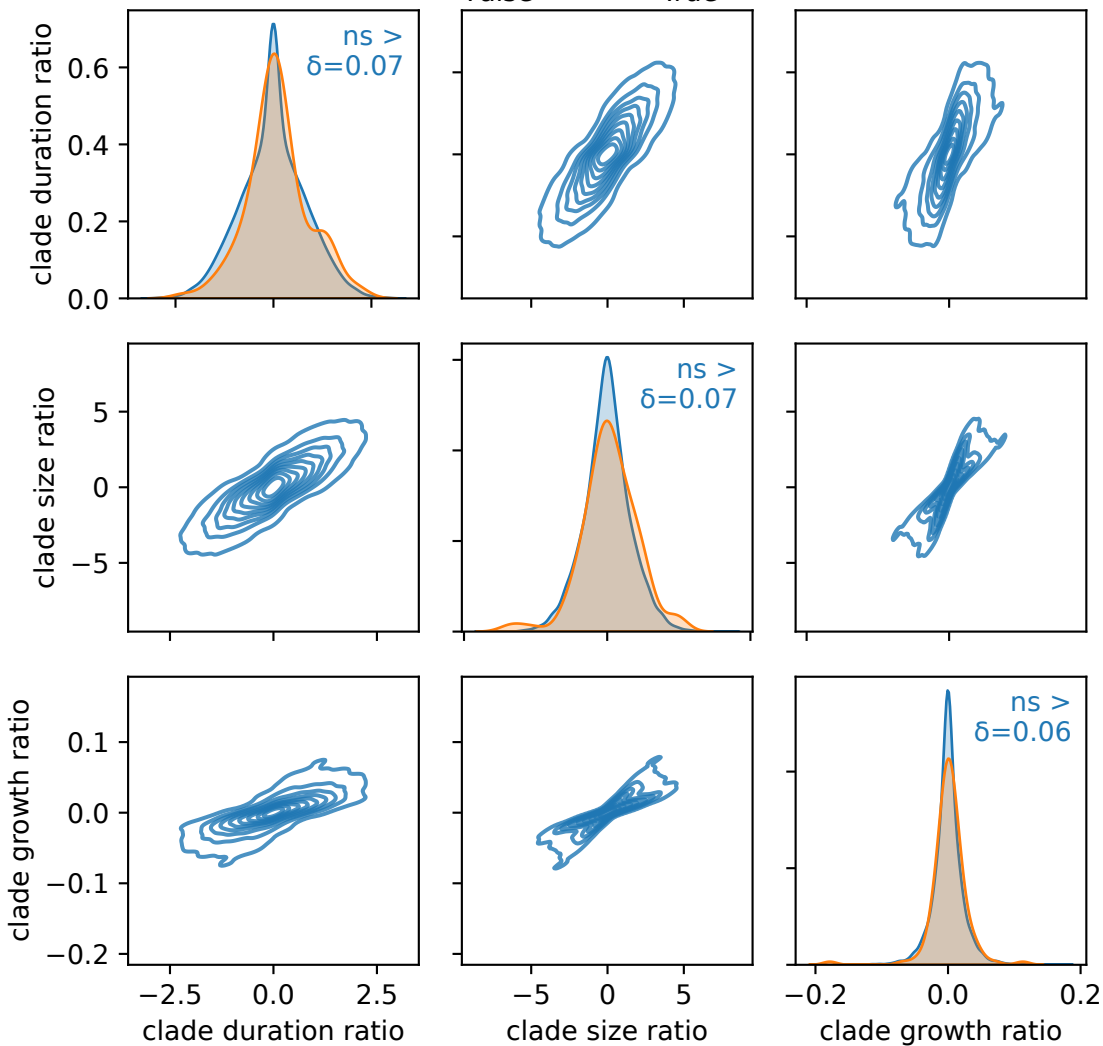 True
clade duration ratio
0.6
0.4
0.2
0.0
ns >
δ=0.07
clade size ratio
5
0
−5
ns >
δ=0.07
clade growth ratio
0.1
0.0
−0.1
−0.2
ns >
δ=0.06
−2.5
0.0
2.5
−5
0
5
−0.2
0.0
0.2
clade duration ratio
clade size ratio
clade growth ratio